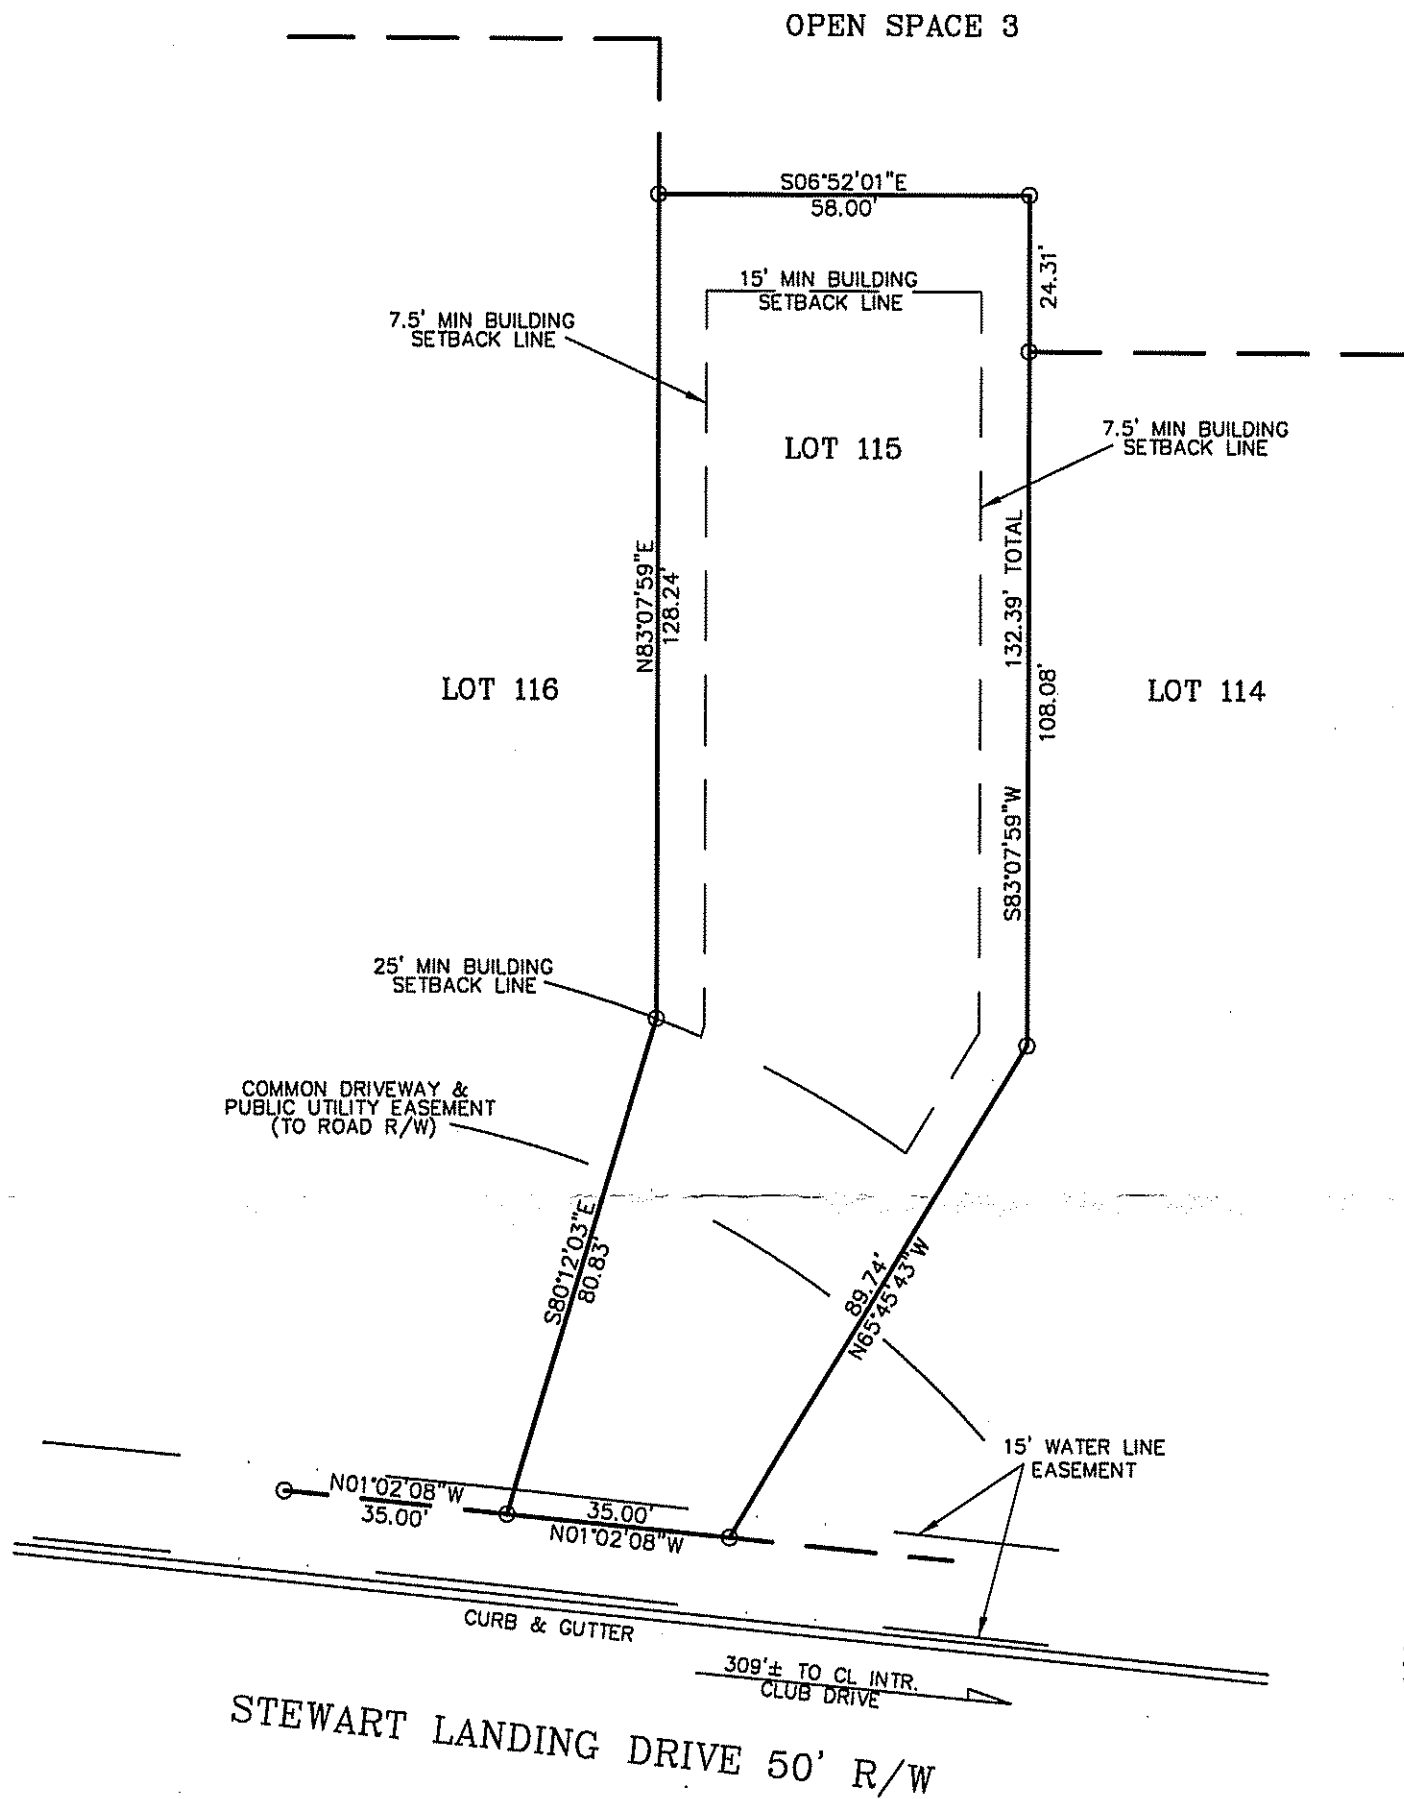 OPEN SPACE 3
S06°52'01"E
58.00'
24.31'
15' MIN BUILDING
SETBACK LINE
7.5' MIN BUILDING
SETBACK LINE
7.5' MIN BUILDING
SETBACK LINE
LOT 115
132.39' TOTAL
N83°07'59"E
128.24'
LOT 116
108.08'
LOT 114
S83°07'59"W
25' MIN BUILDING
SETBACK LINE
COMMON DRIVEWAY &
PUBLIC UTILITY EASEMENT
(TO ROAD R/W)
S80°12'03"E
80.83'
89.74'
N65°45'43"W
15' WATER LINE
EASEMENT
N01°02'08"W
35.00'
35.00'
N01°02'08"W
CURB & GUTTER
309'± TO CL INTR.
CLUB DRIVE
STEWART LANDING DRIVE 50' R/W